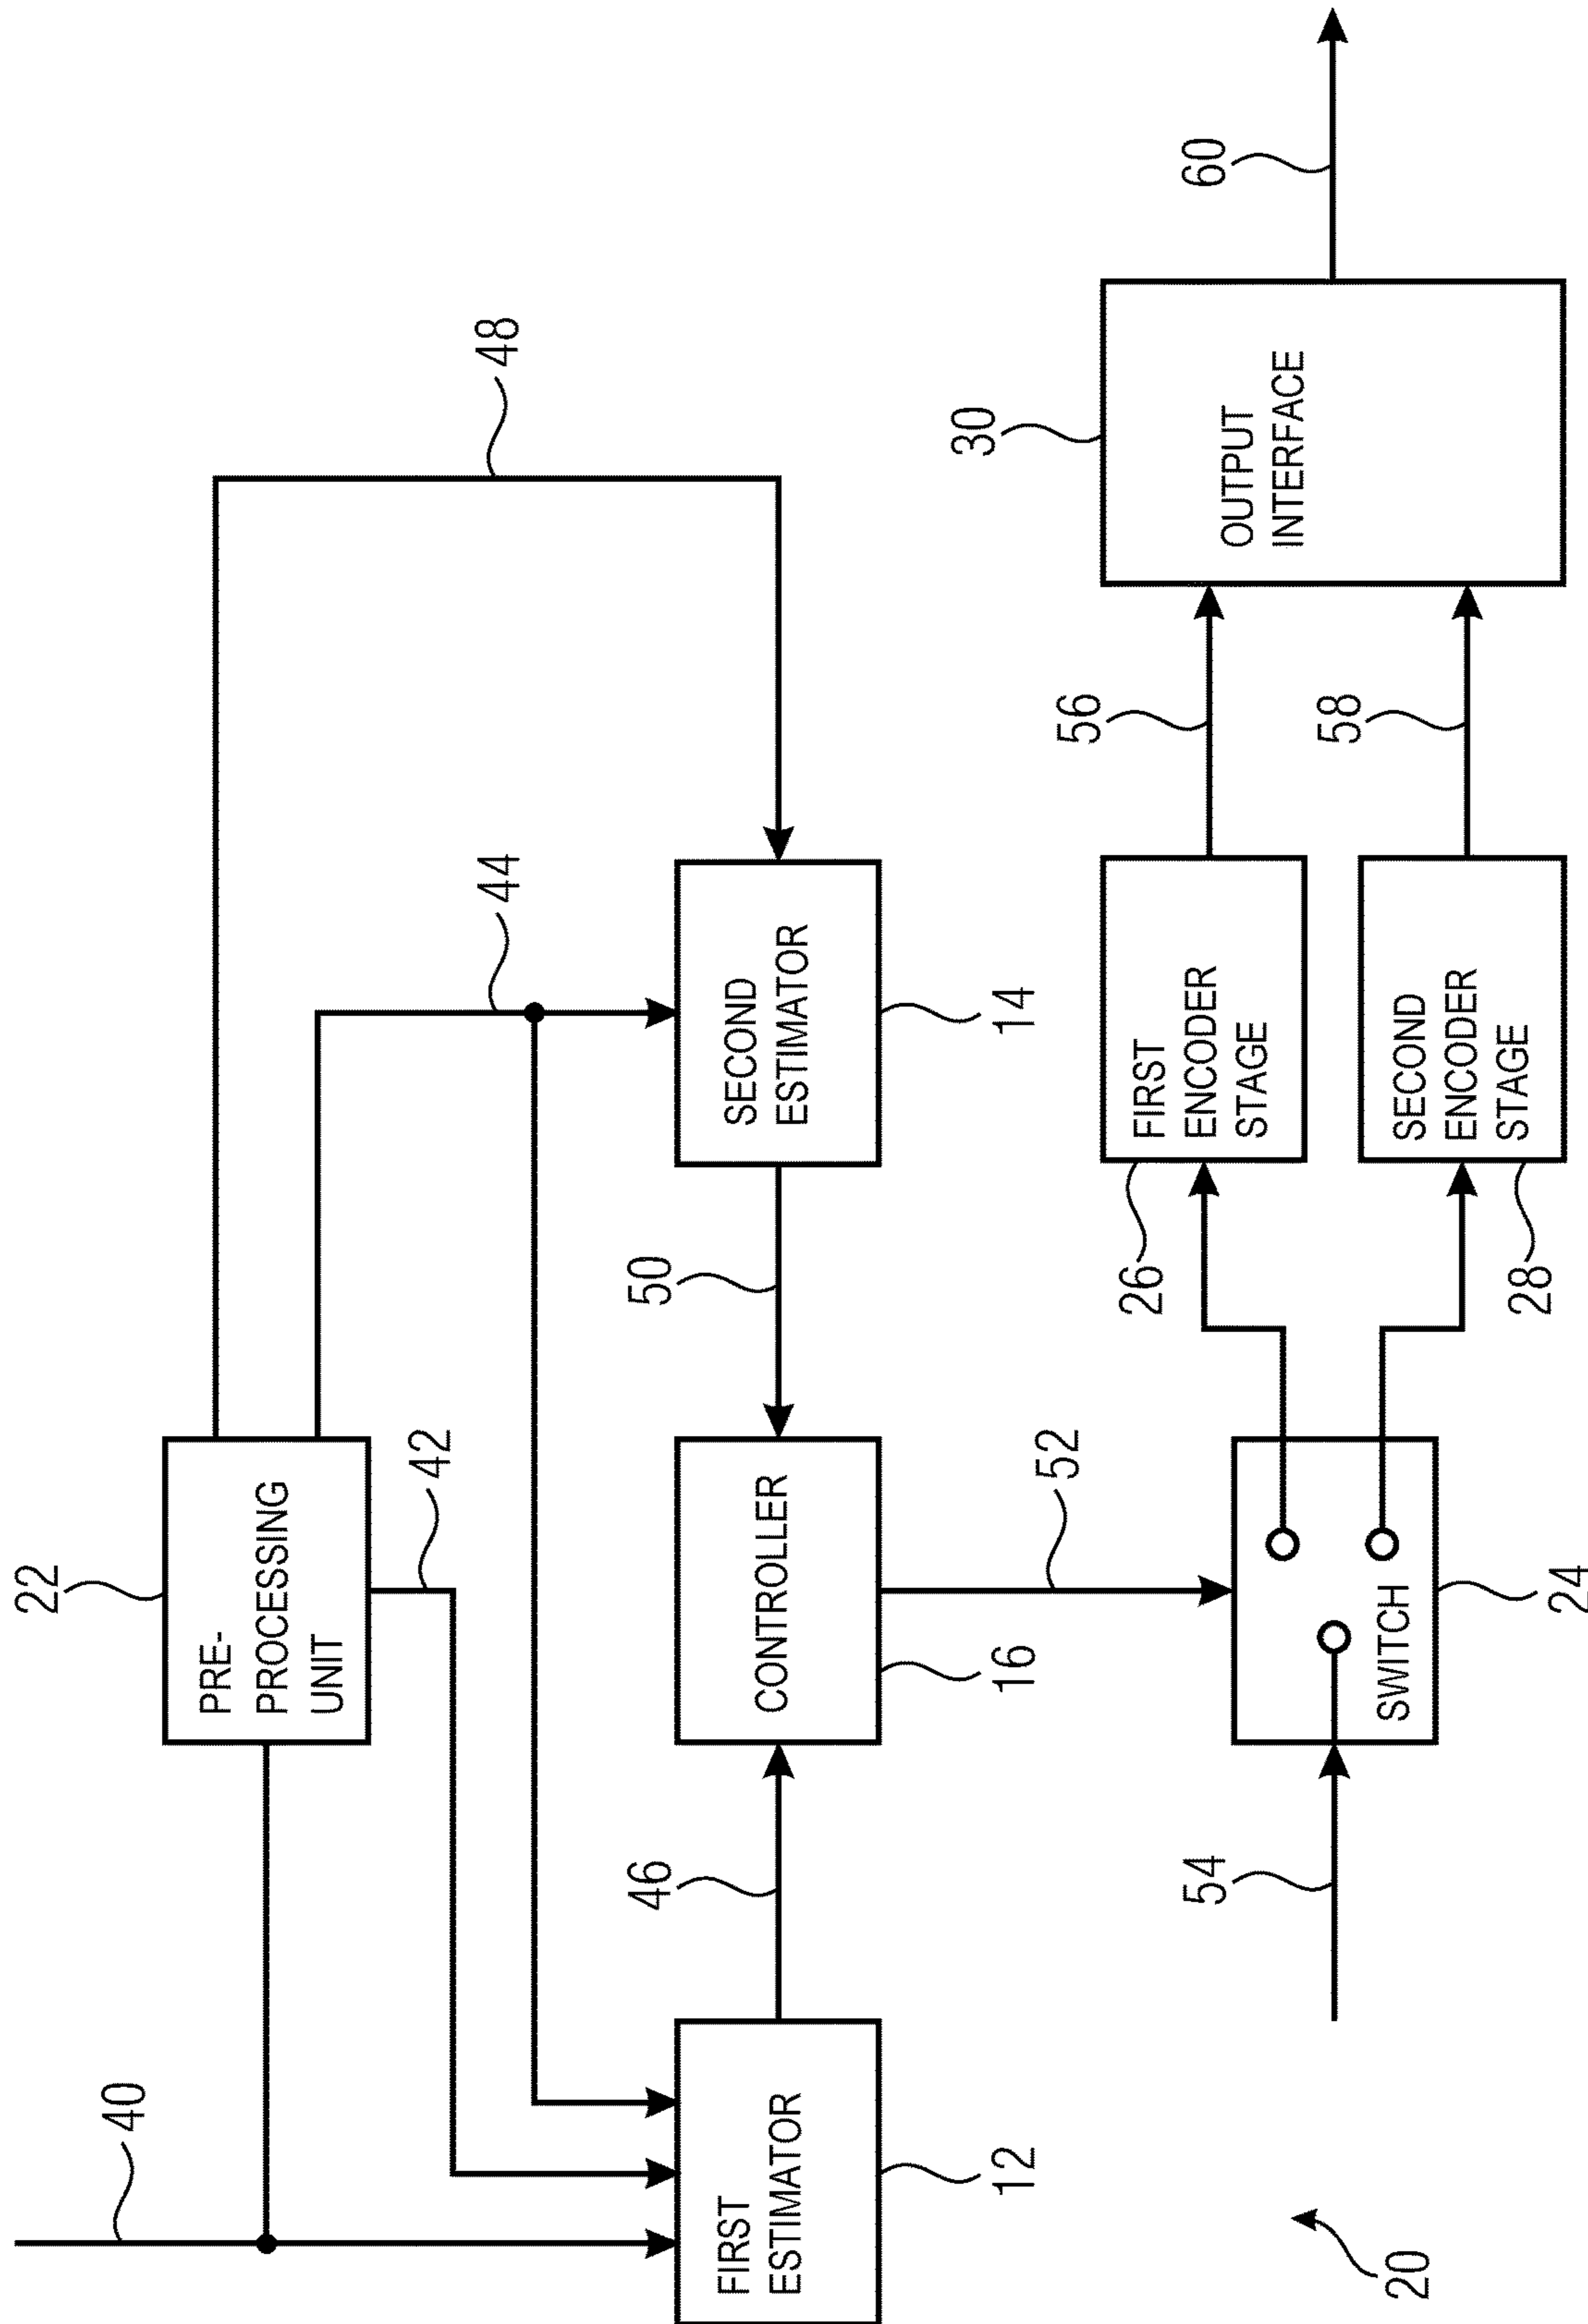 40
22
PRE-
PROCESSING
UNIT
42
44
48
FIRST
ESTIMATOR
12
46
CONTROLLER
16
50
SECOND
ESTIMATOR
14
52
20
54
SWITCH
24
26
FIRST
ENCODER
STAGE
28
SECOND
ENCODER
STAGE
56
58
30
OUTPUT
INTERFACE
60